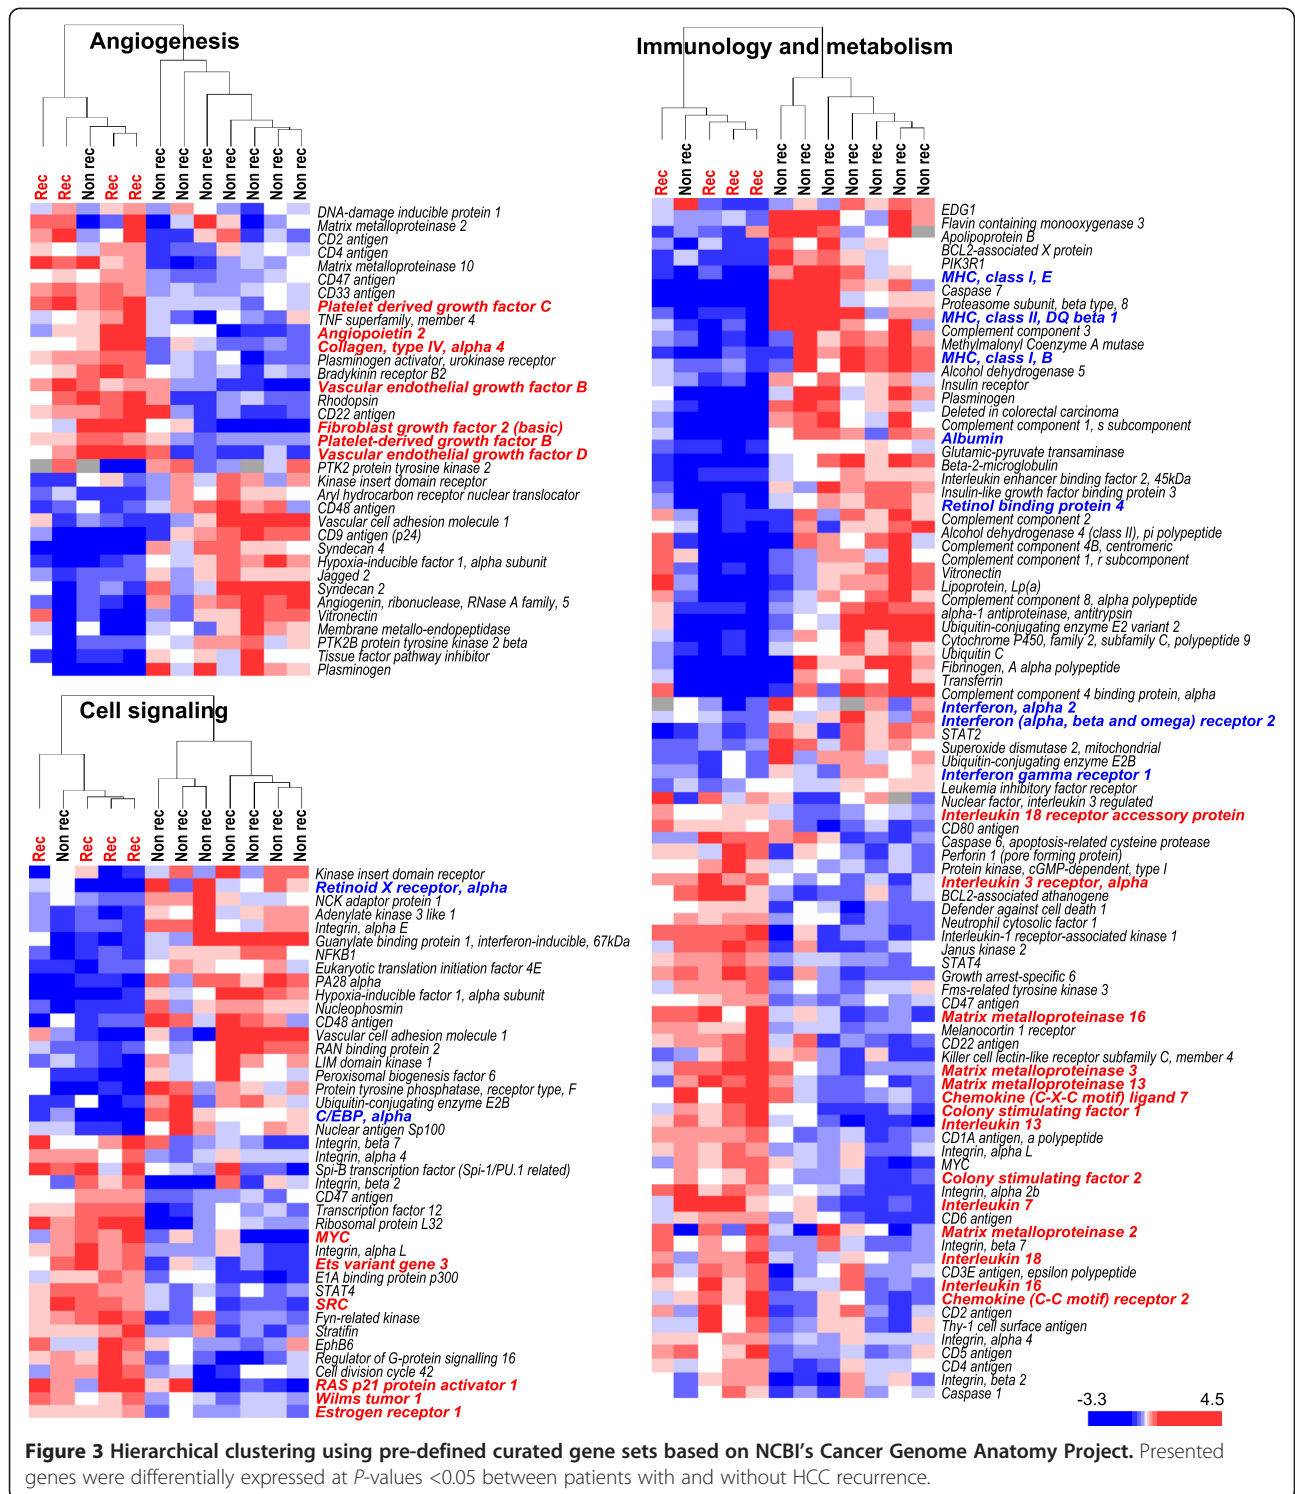 Angiogenesis
Rec
Rec
Non rec
Rec
Rec
Non rec
Non rec
Non rec
Non rec
Non rec
Non rec
Non rec
DNA-damage inducible protein 1
Matrix metalloproteinase 2
CD2 antigen
CD4 antigen
Matrix metalloproteinase 10
CD47 antigen
CD33 antigen
Platelet derived growth factor C
TNF superfamily, member 4
Angiopoietin 2
Collagen, type IV, alpha 4
Plasminogen activator, urokinase receptor
Bradykinin receptor B2
Vascular endothelial growth factor B
Rhodopsin
CD22 antigen
Fibroblast growth factor 2 (basic)
Platelet-derived growth factor B
Vascular endothelial growth factor D
PTK2 protein tyrosine kinase 2
Kinase insert domain receptor
Aryl hydrocarbon receptor nuclear translocator
CD48 antigen
Vascular cell adhesion molecule 1
CD9 antigen (p24)
Syndecan 4
Hypoxia-inducible factor 1, alpha subunit
Jagged 2
Syndecan 2
Angiogenin, ribonuclease, RNase A family, 5
Vitronectin
Membrane metallo-endopeptidase
PTK2B protein tyrosine kinase 2 beta
Tissue factor pathway inhibitor
Plasminogen
Cell signaling
Rec
Non rec
Rec
Rec
Rec
Non rec
Non rec
Non rec
Non rec
Non rec
Non rec
Non rec
Kinase insert domain receptor
Retinoid X receptor, alpha
NCK adaptor protein 1
Adenylate kinase 3 like 1
Integrin, alpha E
Guanylate binding protein 1, interferon-inducible, 67kDa
NFKB1
Eukaryotic translation initiation factor 4E
PA28 alpha
Hypoxia-inducible factor 1, alpha subunit
Nucleophosmin
CD48 antigen
Vascular cell adhesion molecule 1
RAN binding protein 2
LIM domain kinase 1
Peroxisomal biogenesis factor 6
Protein tyrosine phosphatase, receptor type, F
Ubiquitin-conjugating enzyme E2B
C/EBP, alpha
Nuclear antigen Sp100
Integrin, beta 7
Integrin, alpha 4
Spi-B transcription factor (Spi-1/PU.1 related)
Integrin, beta 2
CD47 antigen
Transcription factor 12
Ribosomal protein L32
MYC
Integrin, alpha L
Ets variant gene 3
E1A binding protein p300
STAT4
SRC
Fyn-related kinase
Stratifin
EphB6
Regulator of G-protein signalling 16
Cell division cycle 42
RAS p21 protein activator 1
Wilms tumor 1
Estrogen receptor 1
Immunology and metabolism
Rec
Non rec
Rec
Rec
Rec
Non rec
Non rec
Non rec
Non rec
Non rec
Non rec
Non rec
EDG1
Flavin containing monooxygenase 3
Apolipoprotein B
BCL2-associated X protein
PIK3R1
MHC, class I, E
Caspase 7
Proteasome subunit, beta type, 8
MHC, class II, DQ beta 1
Complement component 3
Methylmalonyl Coenzyme A mutase
MHC, class I, B
Alcohol dehydrogenase 5
Insulin receptor
Plasminogen
Deleted in colorectal carcinoma
Complement component 1, s subcomponent
Albumin
Glutamic-pyruvate transaminase
Beta-2-microglobulin
Interleukin enhancer binding factor 2, 45kDa
Insulin-like growth factor binding protein 3
Retinol binding protein 4
Complement component 2
Alcohol dehydrogenase 4 (class II), pi polypeptide
Complement component 4B, centromeric
Complement component 1, r subcomponent
Vitronectin
Lipoprotein, Lp(a)
Complement component 8, alpha polypeptide
alpha-1 antiproteinase, antitrypsin
Ubiquitin-conjugating enzyme E2 variant 2
Cytochrome P450, family 2, subfamily C, polypeptide 9
Ubiquitin C
Fibrinogen, A alpha polypeptide
Transferrin
Complement component 4 binding protein, alpha
Interferon, alpha 2
Interferon (alpha, beta and omega) receptor 2
STAT2
Superoxide dismutase 2, mitochondrial
Ubiquitin-conjugating enzyme E2B
Interferon gamma receptor 1
Leukemia inhibitory factor receptor
Nuclear factor, interleukin 3 regulated
Interleukin 18 receptor accessory protein
CD80 antigen
Caspase 6, apoptosis-related cysteine protease
Perforin 1 (pore forming protein)
Protein kinase, cGMP-dependent, type I
Interleukin 3 receptor, alpha
BCL2-associated athanogene
Defender against cell death 1
Neutrophil cytosolic factor 1
Interleukin-1 receptor-associated kinase 1
Janus kinase 2
STAT4
Growth arrest-specific 6
Fms-related tyrosine kinase 3
CD47 antigen
Matrix metalloproteinase 16
Melanocortin 1 receptor
CD22 antigen
Killer cell lectin-like receptor subfamily C, member 4
Matrix metalloproteinase 3
Matrix metalloproteinase 13
Chemokine (C-X-C motif) ligand 7
Colony stimulating factor 1
Interleukin 13
CD1A antigen, a polypeptide
Integrin, alpha L
MYC
Colony stimulating factor 2
Integrin, alpha 2b
Interleukin 7
CD6 antigen
Matrix metalloproteinase 2
Integrin, beta 7
Interleukin 18
CD3E antigen, epsilon polypeptide
Interleukin 16
Chemokine (C-C motif) receptor 2
CD2 antigen
Thy-1 cell surface antigen
Integrin, alpha 4
CD5 antigen
CD4 antigen
Integrin, beta 2
Caspase 1
-3.3 4.5
Figure 3 Hierarchical clustering using pre-defined curated gene sets based on NCBI's Cancer Genome Anatomy Project. Presented
genes were differentially expressed at P-values <0.05 between patients with and without HCC recurrence.